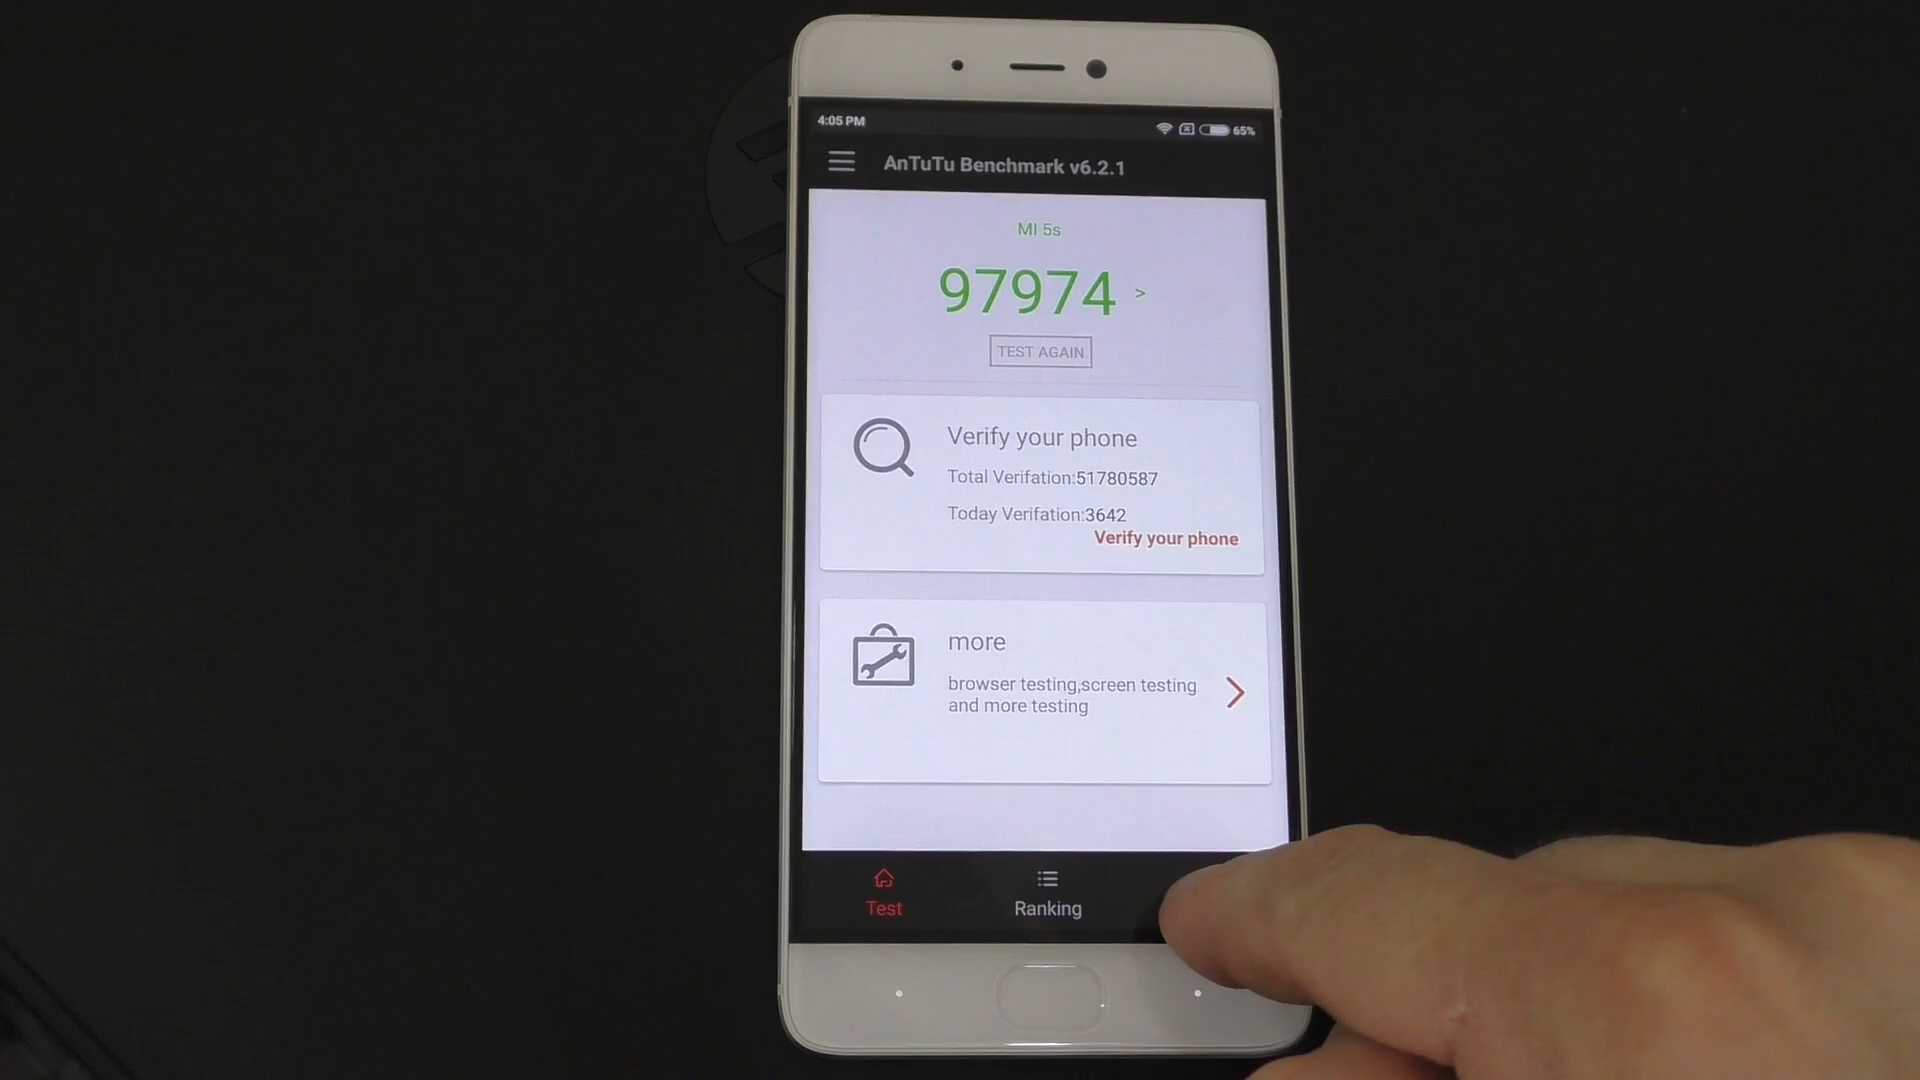 4:05 PM
65%
AnTuTu Benchmark v6.2.1
MI 5s
97974 >
TEST AGAIN
Verify your phone
Total Verifation:51780587
Today Verifation:3642
Verify your phone
more
browser testing,screen testing
and more testing
Test
Ranking